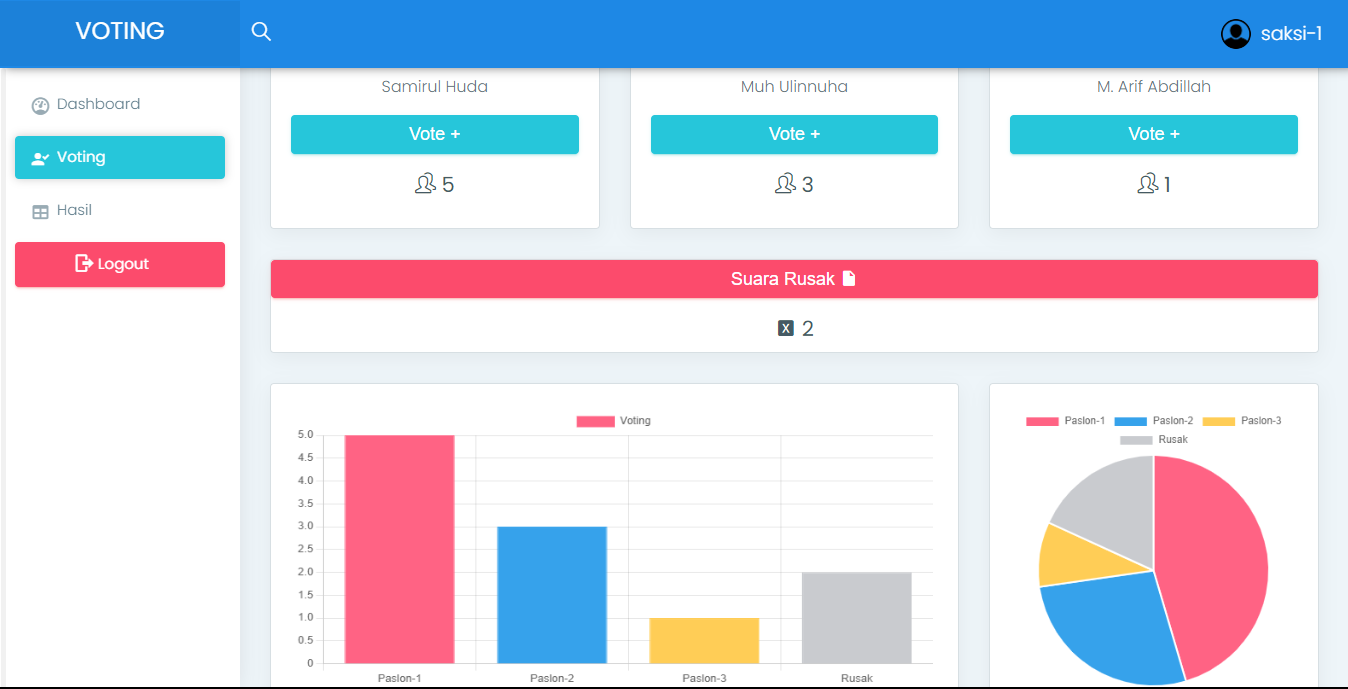 VOTING
saksi-1
Dashboard
Voting
Hasil
Logout
Samirul Huda
Muh Ulinnuha
M. Arif Abdillah
Vote +
Vote +
Vote +
5
3
1
Suara Rusak
X 2
Voting
5.0
4.5
4.0
3.5
3.0
2.5
2.0
1.5
1.0
0.5
0
Paslon-1
Paslon-2
Paslon-3
Rusak
Paslon-1
Paslon-2
Paslon-3
Rusak